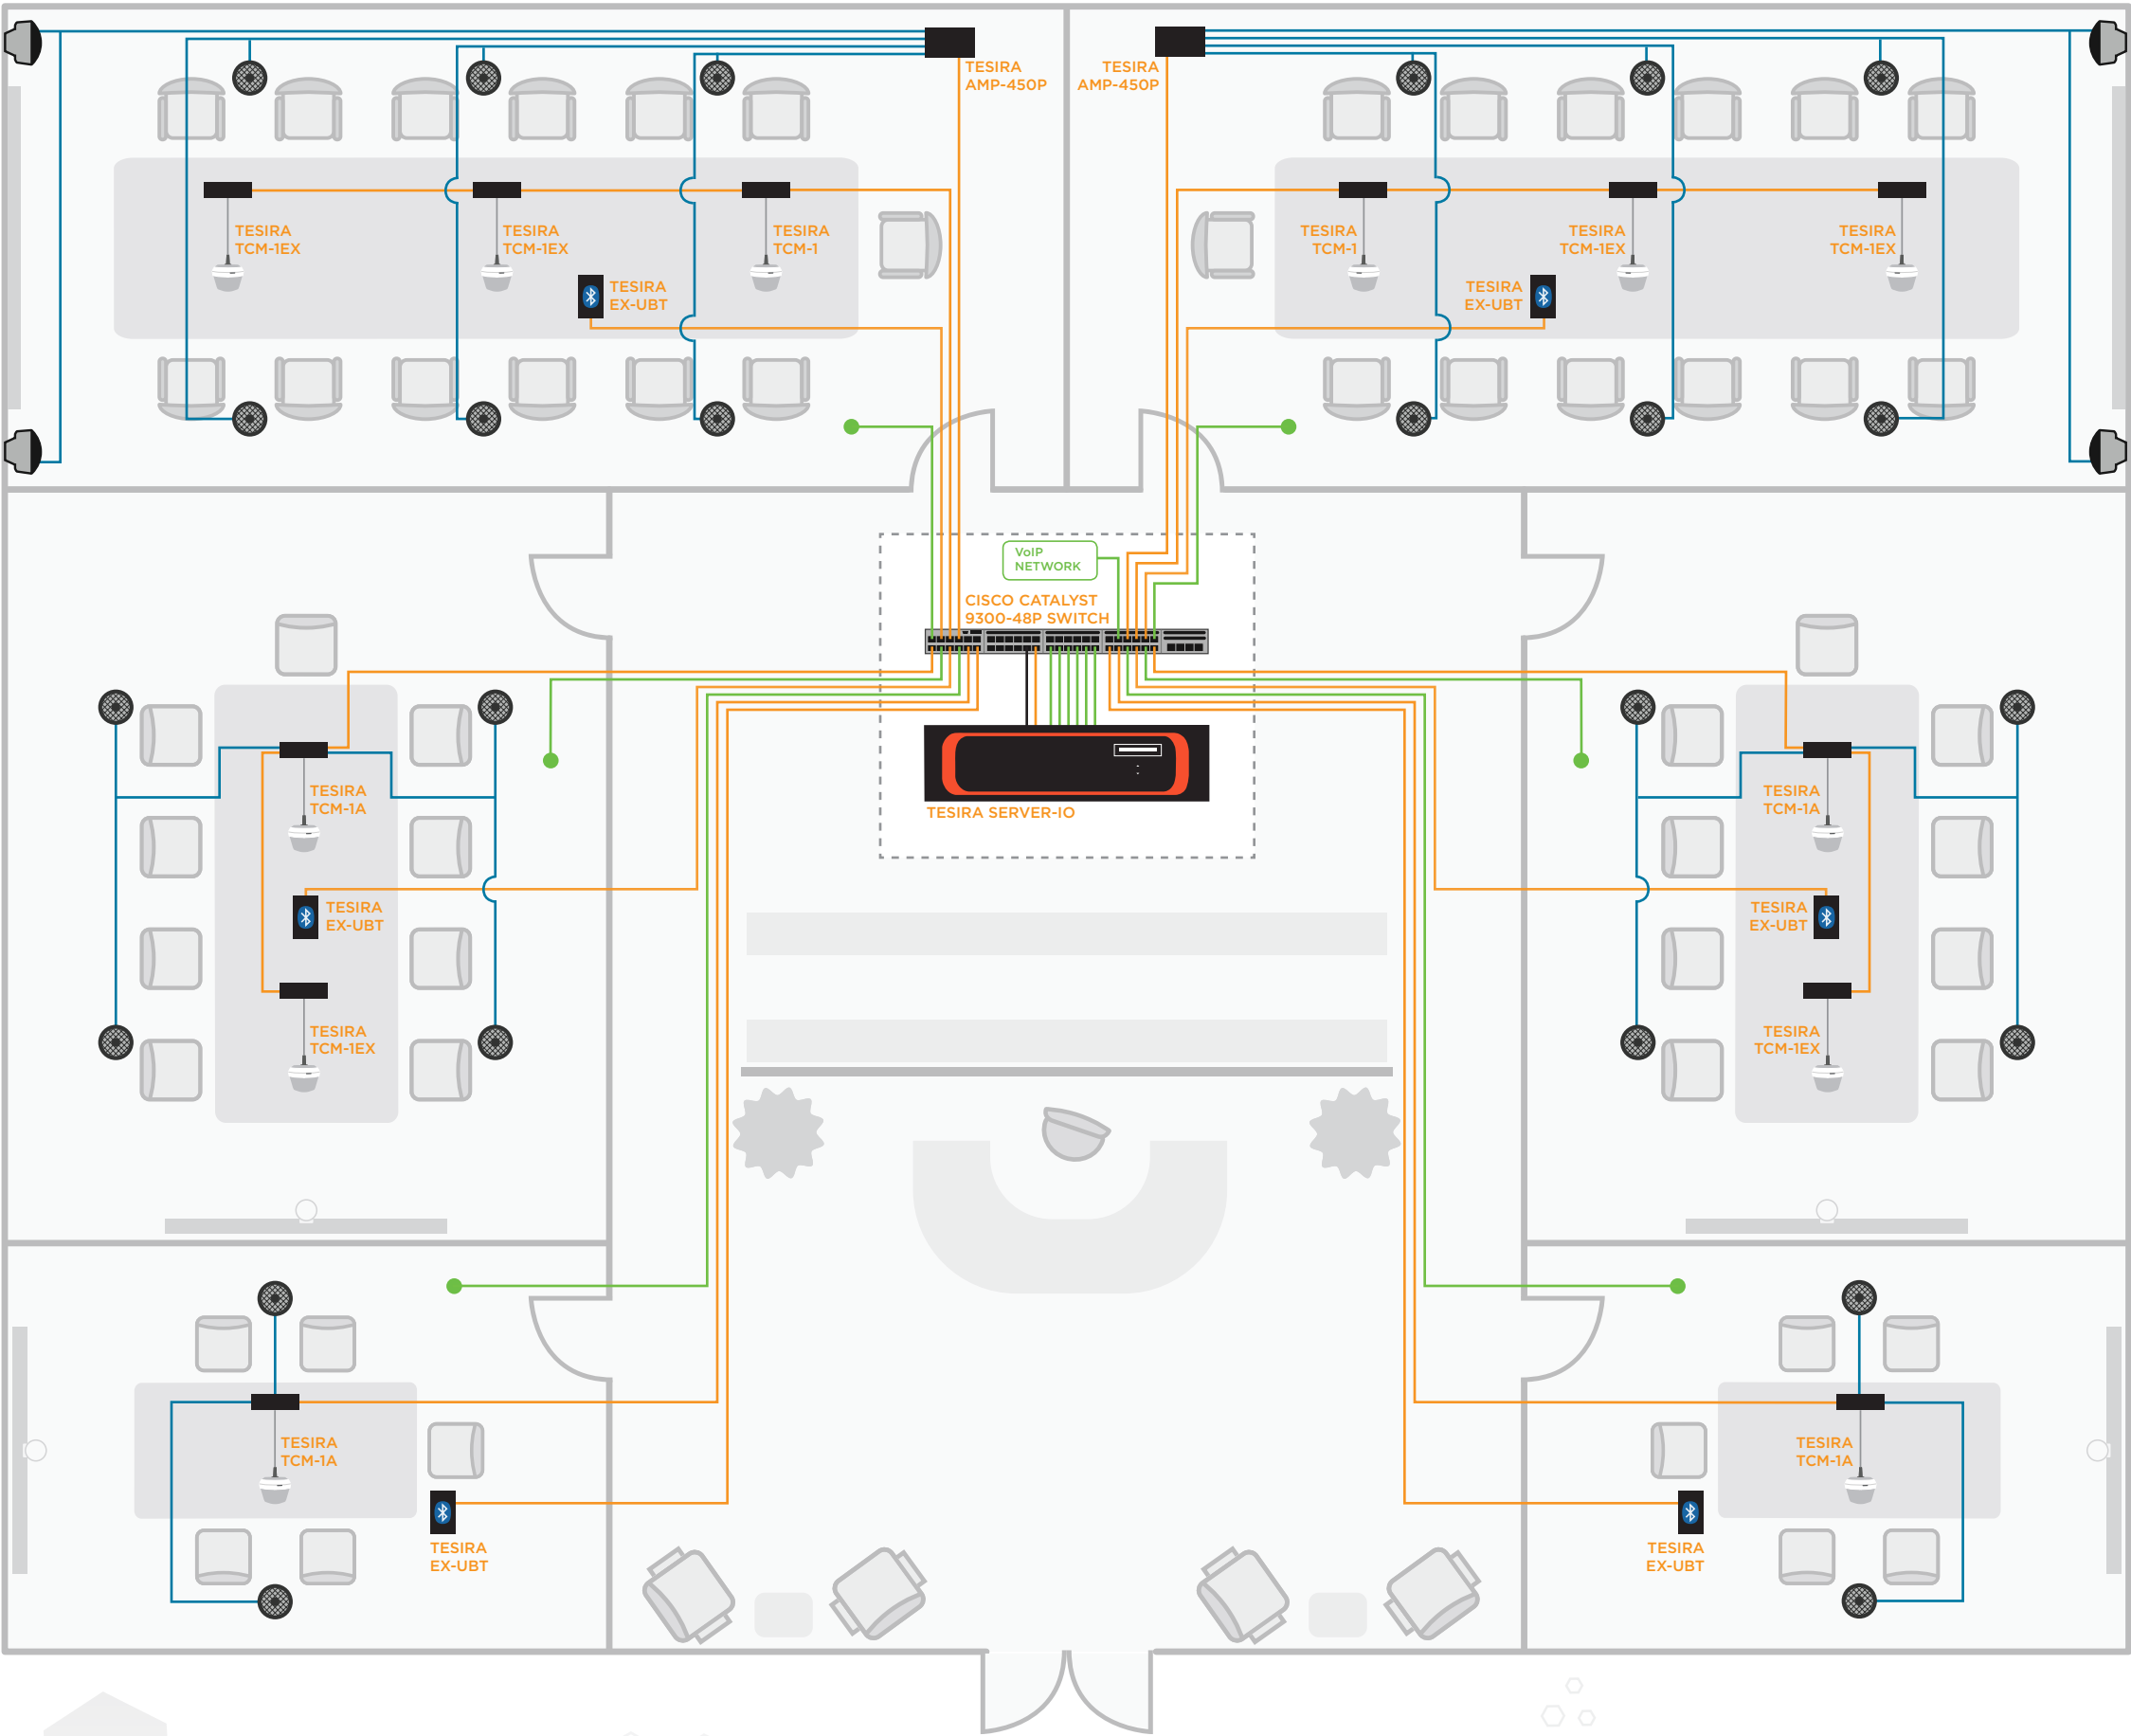 TESIRA
AMP-450P
TESIRA
AMP-450P
TESIRA
TCM-1EX
TESIRA
TCM-1EX
TESIRA
TCM-1
TESIRA
TCM-1
TESIRA
TCM-1EX
TESIRA
TCM-1EX
TESIRA
EX-UBT
TESIRA
EX-UBT
VoIP
NETWORK
CISCO CATALYST
9300-48P SWITCH
TESIRA SERVER-IO
TESIRA
TCM-1A
TESIRA
TCM-1A
TESIRA
EX-UBT
TESIRA
EX-UBT
TESIRA
TCM-1EX
TESIRA
TCM-1EX
TESIRA
TCM-1A
TESIRA
TCM-1A
TESIRA
EX-UBT
TESIRA
EX-UBT